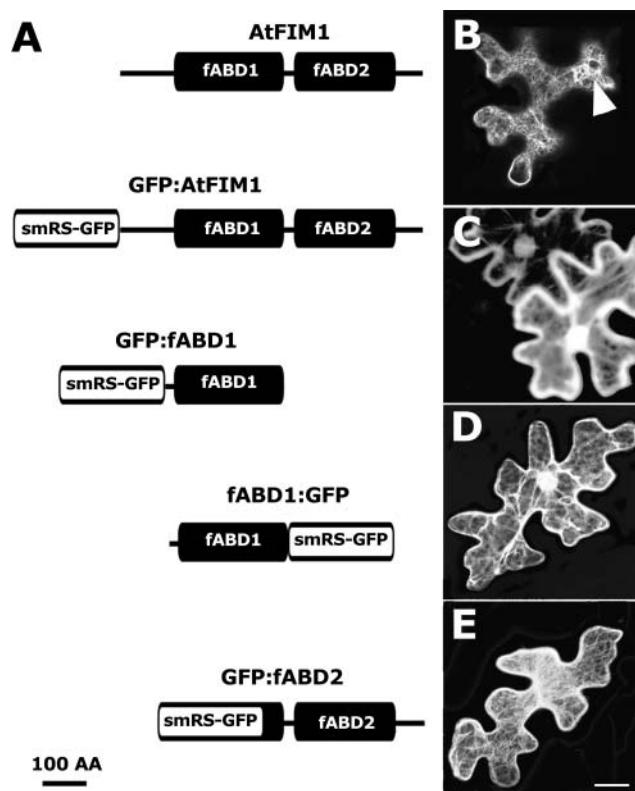 A
AtFIM1
fABD1 fABD2
GFP:AtFIM1
smRS-GFP fABD1 fABD2
GFP:fABD1
smRS-GFP fABD1
fABD1:GFP
fABD1 smRS-GFP
GFP:fABD2
smRS-GFP fABD2
100 AA
B
C
D
E